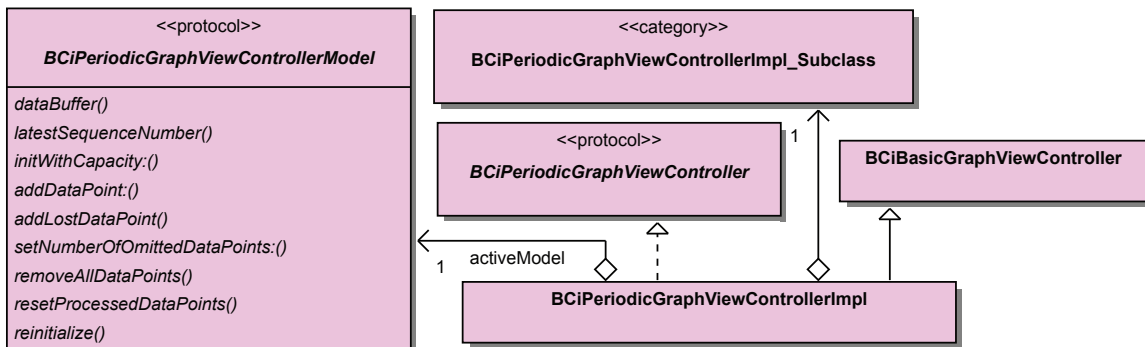 <<protocol>>
BCiPeriodicGraphViewControllerModel
dataBuffer()
latestSequenceNumber()
initWithCapacity:()
addDataPoint:()
addLostDataPoint()
setNumberOfOmittedDataPoints:()
removeAllDataPoints()
resetProcessedDataPoints()
reinitialize()
<<category>>
BCiPeriodicGraphViewControllerImpl_Subclass
<<protocol>>
BCiPeriodicGraphViewController
1
BCiBasicGraphViewController
1
activeModel
BCiPeriodicGraphViewControllerImpl